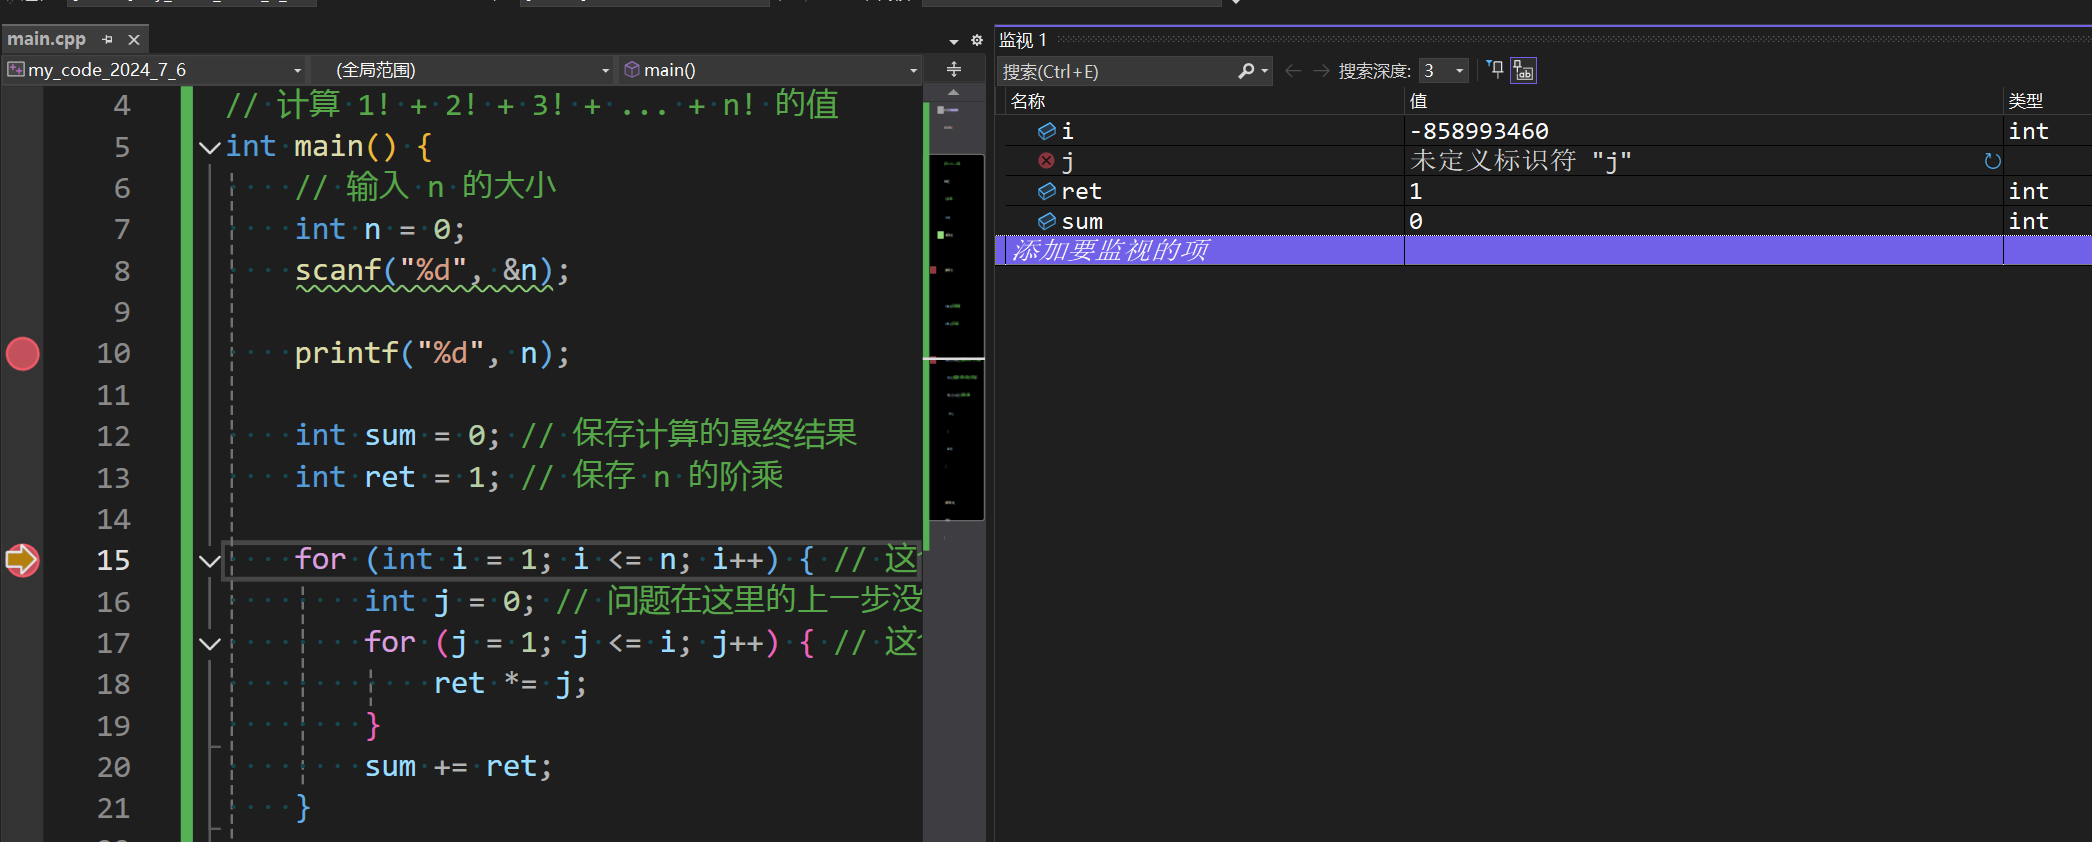 main.cpp
my_code_2024_7_6
(全局范围)
main()
4 // 计算 1! + 2! + 3! + ... + n! 的值
5 int main() {
6 // 输入 n 的大小
7 int n = 0;
8 scanf("%d", &n);
9
10 printf("%d", n);
11
12 int sum = 0; // 保存计算的最终结果
13 int ret = 1; // 保存 n 的阶乘
14
15 for (int i = 1; i <= n; i++) { // 这
16 int j = 0; // 问题在这里的上一步没
17 for (j = 1; j <= i; j++) { // 这
18 ret *= j;
19 }
20 sum += ret;
21 }
监视 1
搜索(Ctrl+E) 搜索深度: 3
名称 值 类型
i -858993460 int
j 未定义标识符 "j"
ret 1 int
sum 0 int
添加要监视的项